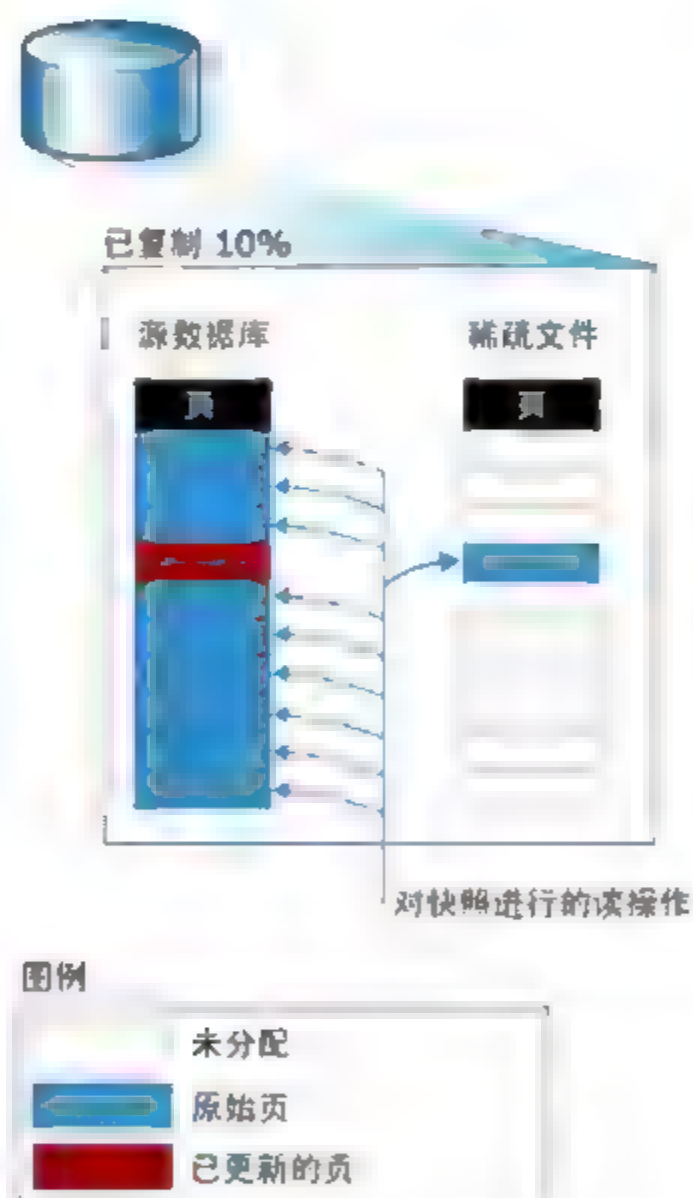 已复制 10%
源数据库
稀疏文件
页
页
对快照进行的读操作
图例
未分配
原始页
已更新的页